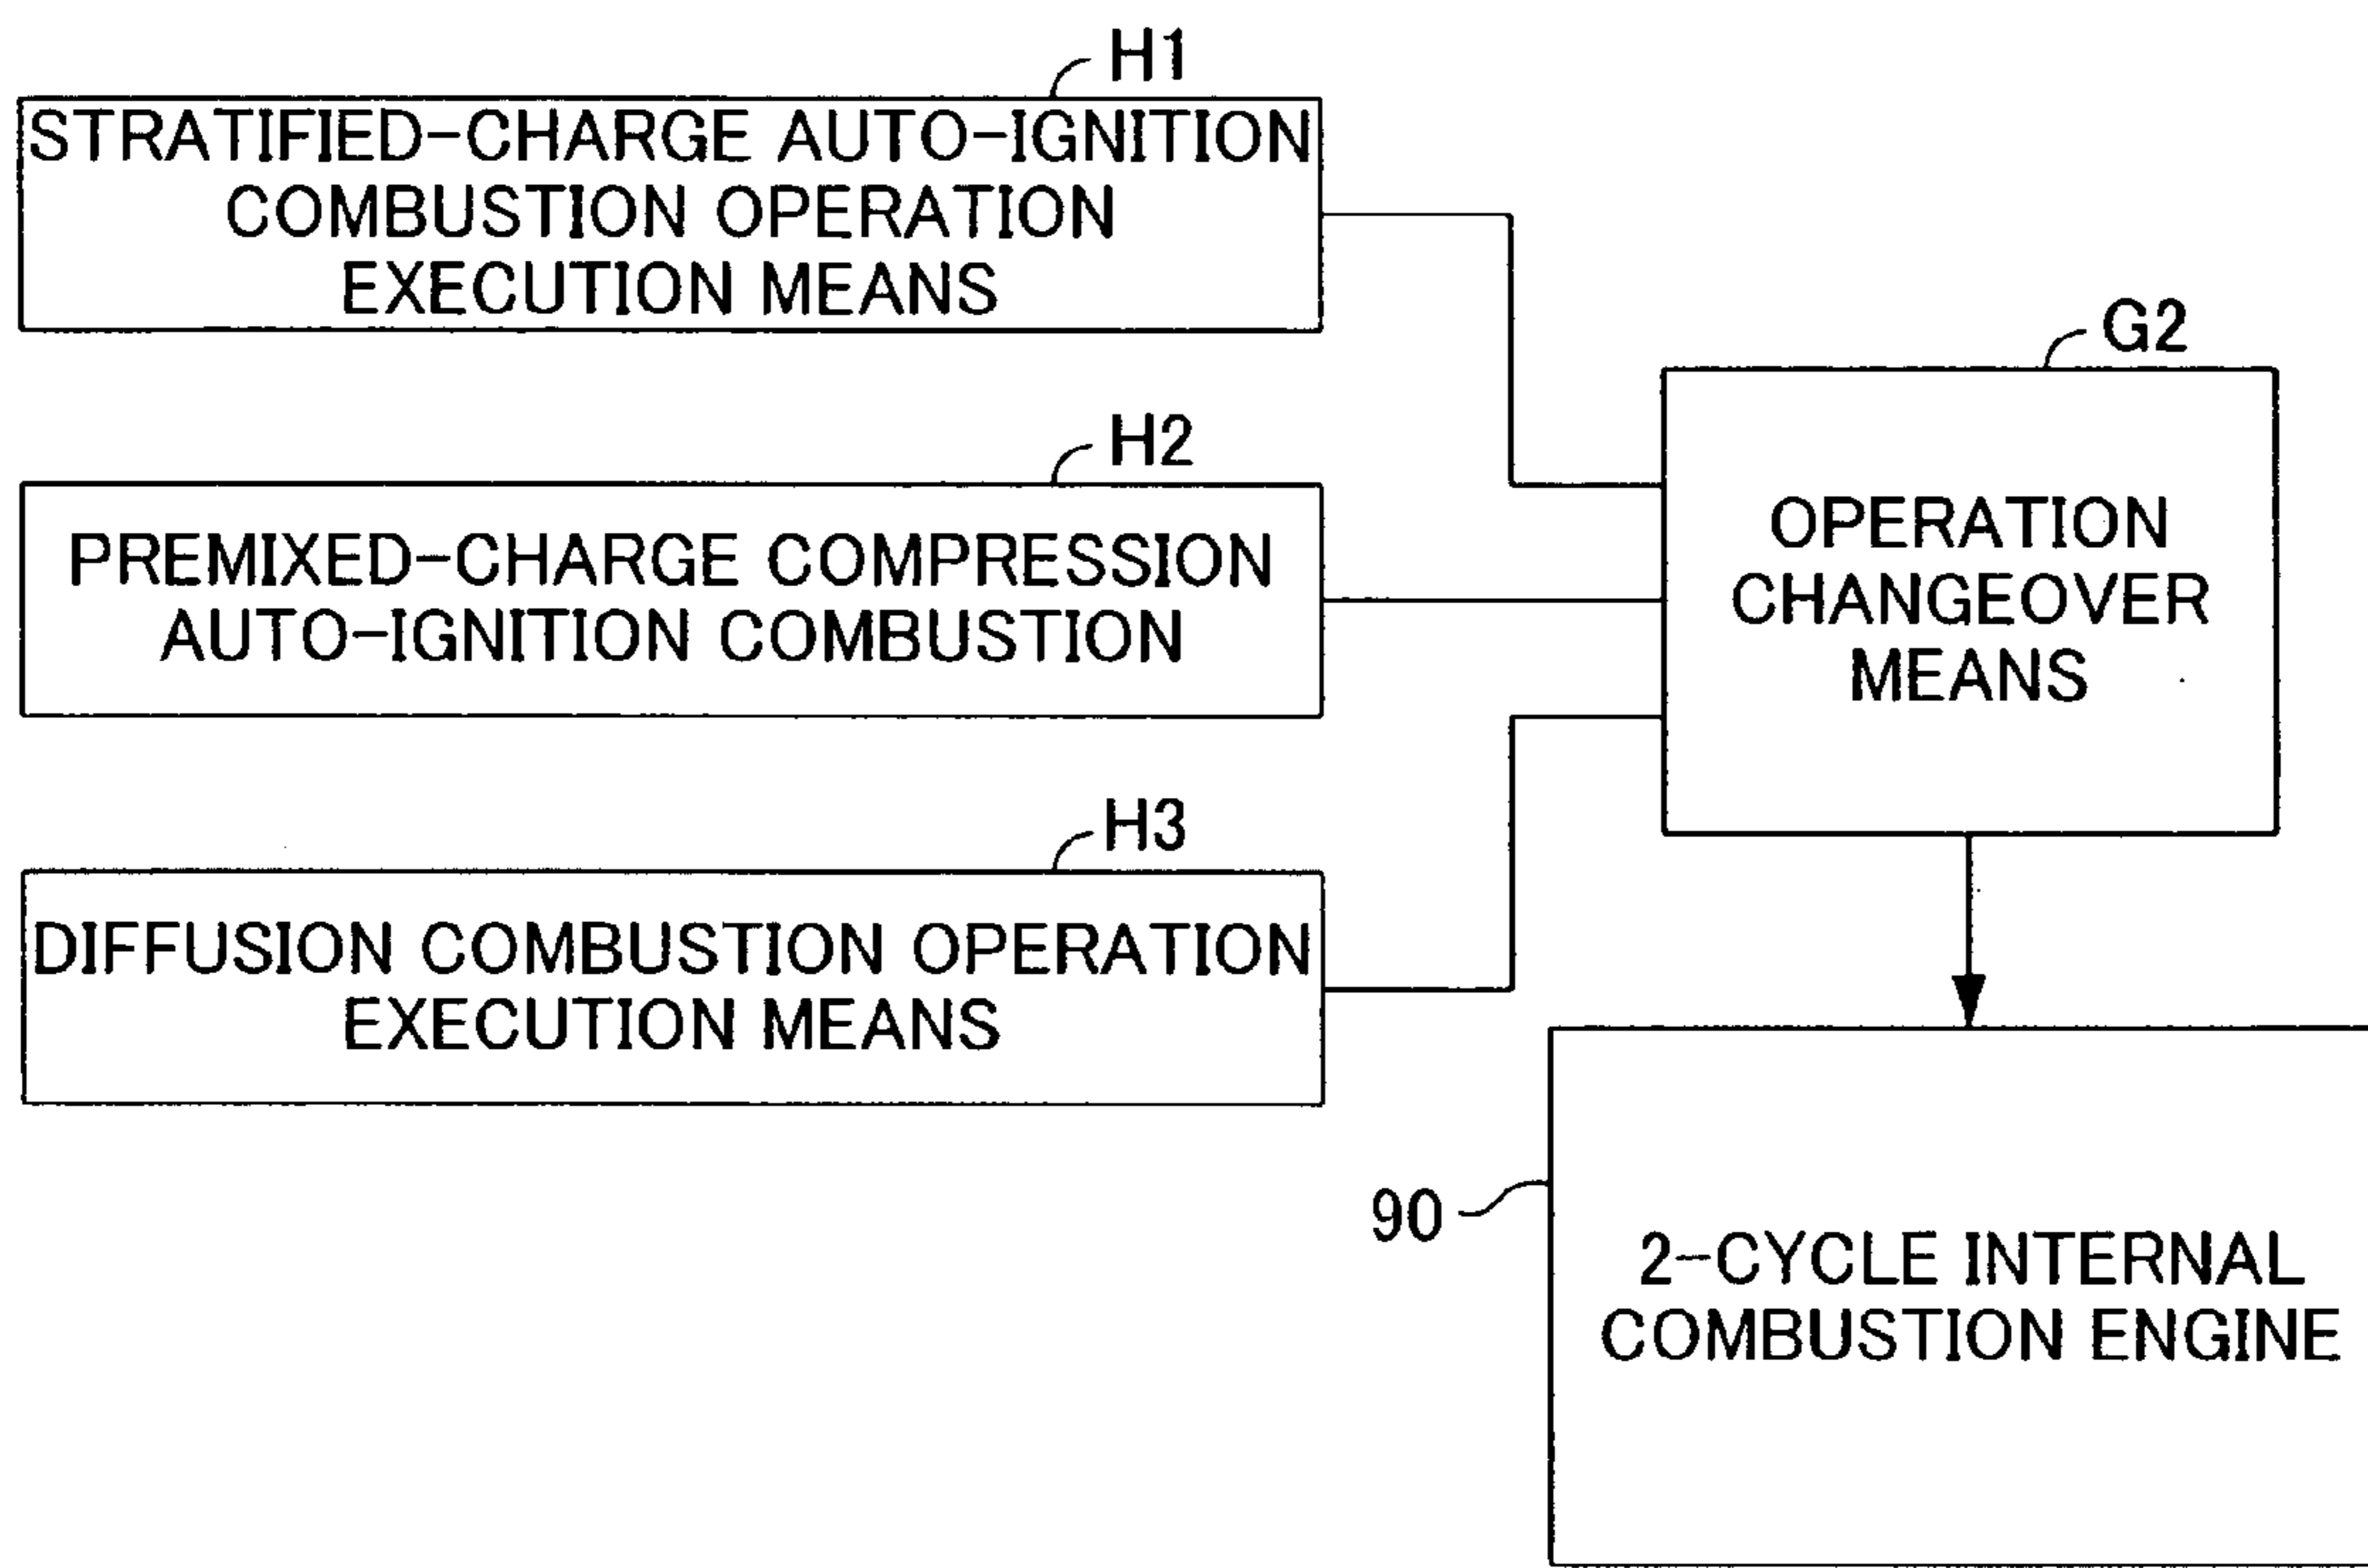 H1
STRATIFIED-CHARGE AUTO-IGNITION
COMBUSTION OPERATION
EXECUTION MEANS
H2
PREMIXED-CHARGE COMPRESSION
AUTO-IGNITION COMBUSTION
H3
DIFFUSION COMBUSTION OPERATION
EXECUTION MEANS
G2
OPERATION
CHANGEOVER
MEANS
90
2-CYCLE INTERNAL
COMBUSTION ENGINE